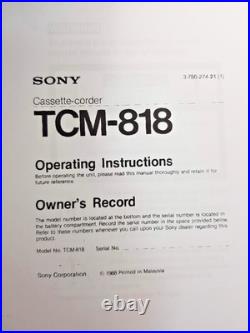 SONY
3-780-274-21 (1)
Cassette-corder
TCM-818
Operating Instructions
Before operating the unit, please read this manual thoroughly and retain it for
future reference.
Owner's Record
The model number is located at the bottom and the serial number is located in
the battery compartment. Record the serial number in the space provided below.
Refer to these numbers whenever you call upon your Sony dealer regarding this
product.
Model No. TCM-818 Serial No.
Sony Corporation © 1988 Printed in Malaysia